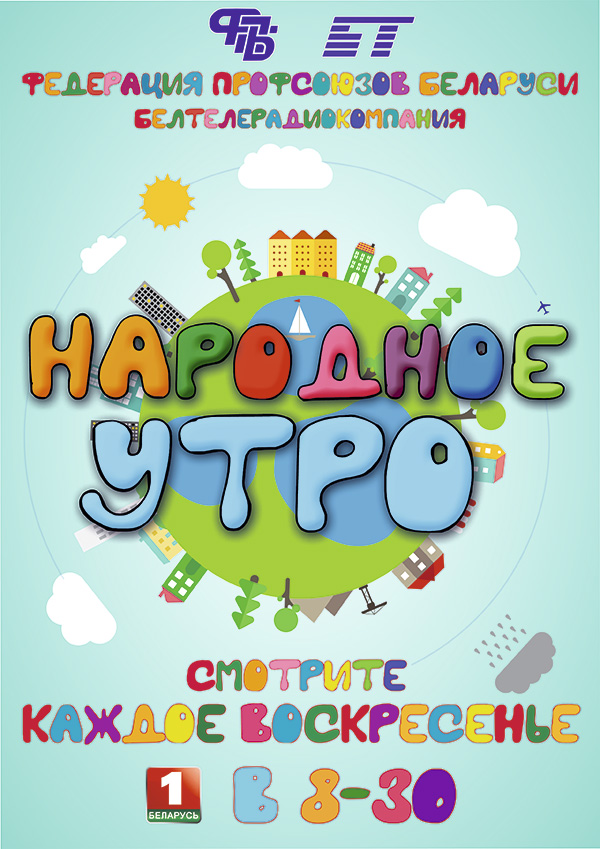 ФПБ БТ
ФЕДЕРАЦИЯ ПРОФСОЮЗОВ БЕЛАРУСИ
БЕЛТЕЛЕРАДИОКОМПАНИЯ
НАРОДНОЕ
УТРО
СМОТРИТЕ
КАЖДОЕ ВОСКРЕСЕНЬЕ
1 В 8-30
БЕЛАРУСЬ